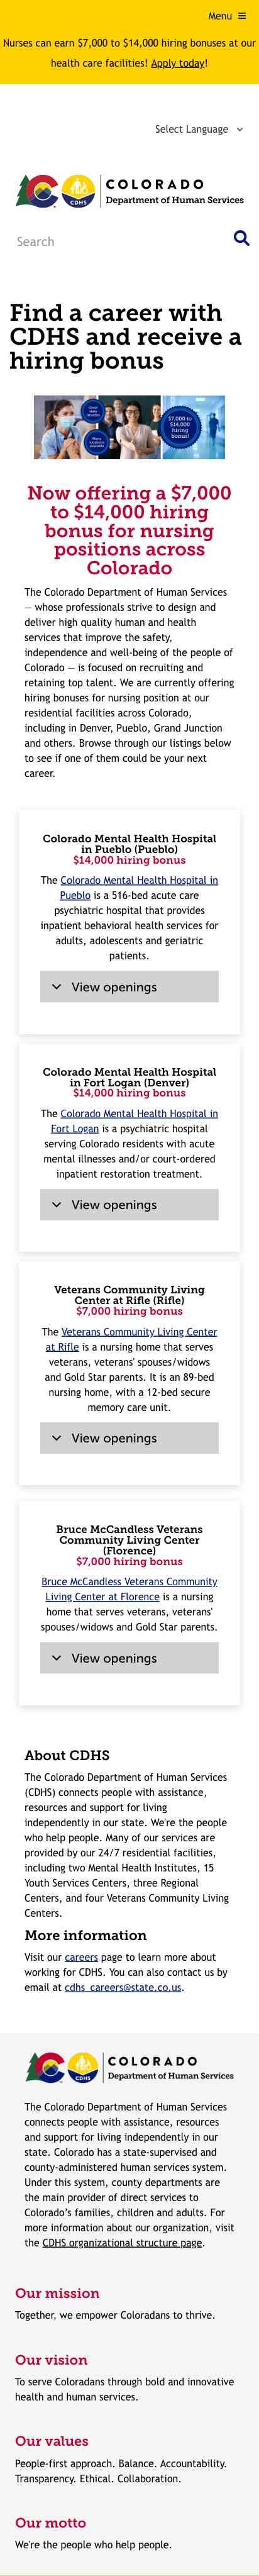 Menu
Nurses can earn $7,000 to $14,000 hiring bonuses at our
health care facilities! Apply today!
Select Language
COLORADO
Department of Human Services
CDHS
Search
Find a career with
CDHS and receive a
hiring bonus
$7,000 to
$14,000
hiring
bonus!
Now offering a $7,000
to $14,000 hiring
bonus for nursing
positions across
Colorado
The Colorado Department of Human Services
— whose professionals strive to design and
deliver high quality human and health
services that improve the safety,
independence and well-being of the people of
Colorado — is focused on recruiting and
retaining top talent. We are currently offering
hiring bonuses for nursing position at our
residential facilities across Colorado,
including in Denver, Pueblo, Grand Junction
and others. Browse through our listings below
to see if one of them could be your next
career.
Colorado Mental Health Hospital
in Pueblo (Pueblo)
$14,000 hiring bonus
The Colorado Mental Health Hospital in
Pueblo is a 516-bed acute care
psychiatric hospital that provides
inpatient behavioral health services for
adults, adolescents and geriatric
patients.
View openings
Colorado Mental Health Hospital
in Fort Logan (Denver)
$14,000 hiring bonus
The Colorado Mental Health Hospital in
Fort Logan is a psychiatric hospital
serving Colorado residents with acute
mental illnesses and/or court-ordered
inpatient restoration treatment.
View openings
Veterans Community Living
Center at Rifle (Rifle)
$7,000 hiring bonus
The Veterans Community Living Center
at Rifle is a nursing home that serves
veterans, veterans' spouses/widows
and Gold Star parents. It is an 89-bed
nursing home, with a 12-bed secure
memory care unit.
View openings
Bruce McCandless Veterans
Community Living Center
(Florence)
$7,000 hiring bonus
Bruce McCandless Veterans Community
Living Center at Florence is a nursing
home that serves veterans, veterans'
spouses/widows and Gold Star parents.
View openings
About CDHS
The Colorado Department of Human Services
(CDHS) connects people with assistance,
resources and support for living
independently in our state. We're the people
who help people. Many of our services are
provided by our 24/7 residential facilities,
including two Mental Health Institutes, 15
Youth Services Centers, three Regional
Centers, and four Veterans Community Living
Centers.
More information
Visit our careers page to learn more about
working for CDHS. You can also contact us by
email at cdhs_careers@state.co.us.
COLORADO
Department of Human Services
CDHS
The Colorado Department of Human Services
connects people with assistance, resources
and support for living independently in our
state. Colorado has a state-supervised and
county-administered human services system.
Under this system, county departments are
the main provider of direct services to
Colorado’s families, children and adults. For
more information about our organization, visit
the CDHS organizational structure page.
Our mission
Together, we empower Coloradans to thrive.
Our vision
To serve Coloradans through bold and innovative
health and human services.
Our values
People-first approach. Balance. Accountability.
Transparency. Ethical. Collaboration.
Our motto
We're the people who help people.